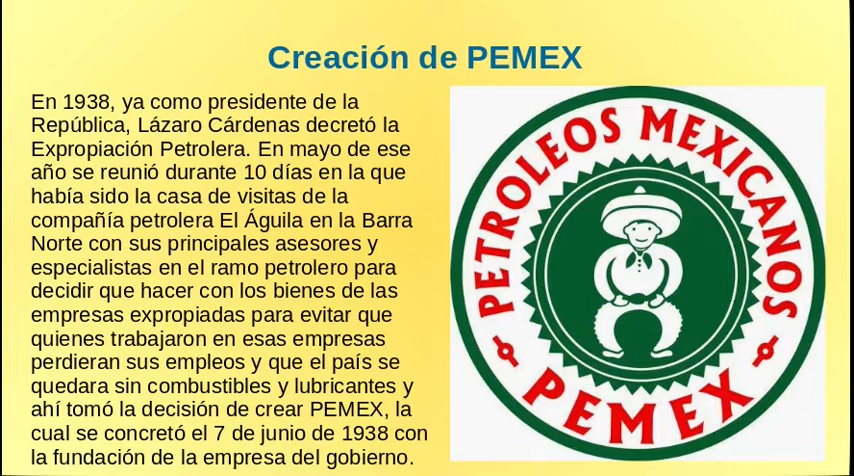 Creación de PEMEX
En 1938, ya como presidente de la
República, Lázaro Cárdenas decretó la
Expropiación Petrolera. En mayo de ese
año se reunió durante 10 días en la que
había sido la casa de visitas de la
compañía petrolera El Águila en la Barra
Norte con sus principales asesores y
especialistas en el ramo petrolero para
decidir que hacer con los bienes de las
empresas expropiadas para evitar que
quienes trabajaron en esas empresas
perdieran sus empleos y que el país se
quedara sin combustibles y lubricantes y
ahí tomó la decisión de crear PEMEX, la
cual se concretó el 7 de junio de 1938 con
la fundación de la empresa del gobierno.
PETROLEOS MEXICANOS
PEMEX